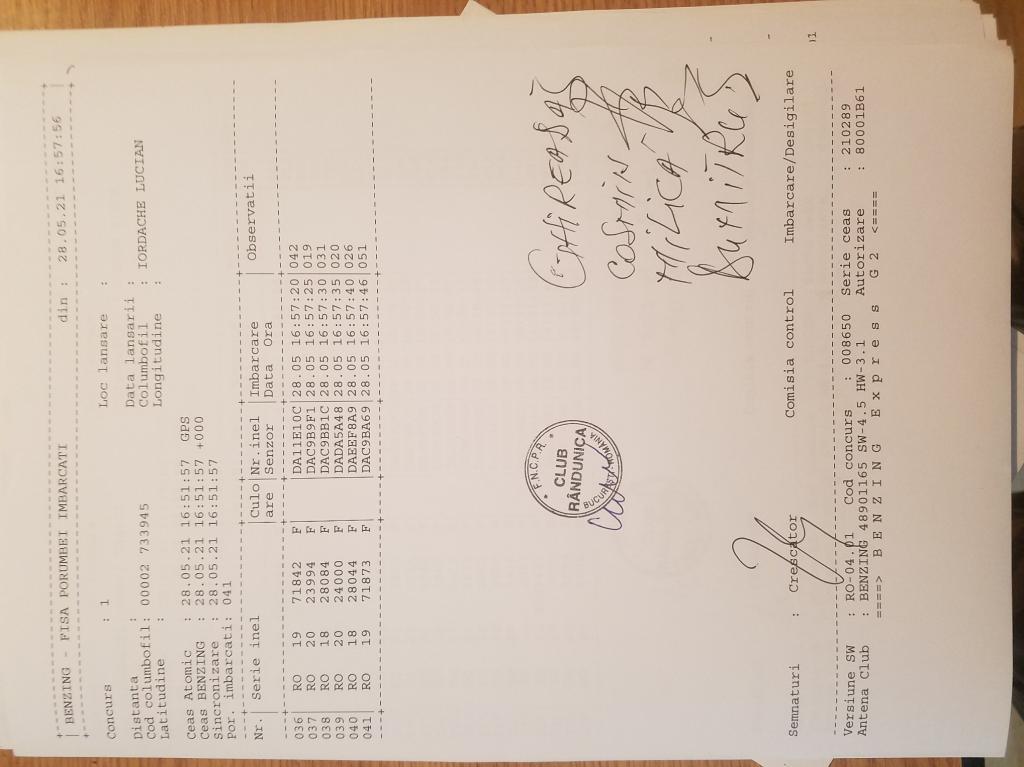 BENZING - FISA PORUMBEI IMBARCATI din : 28.05.21 16:57:56
Concurs : 1 Loc lansare :
Distanta : Data lansarii :
Cod columbofil: 00002 733945 Columbofil : IORDACHE LUCIAN
Latitudine : Longitudine :
Ceas Atomic : 28.05.21 16:51:57 GPS
Ceas BENZING : 28.05.21 16:51:57 +000
Sincronizare : 28.05.21 16:51:57
Por. imbarcati: 041
Nr. | Serie inel |Culo|Nr.inel |Imbarcare | Observatii
|are |Senzor |Data Ora |
036 | RO 19 71842 F | |DA11E10C|28.05 16:57:20|042
037 | RO 20 23994 F | |DAC9B9F1|28.05 16:57:25|019
038 | RO 18 28084 F | |DAC9BB1C|28.05 16:57:30|031
039 | RO 20 24000 F | |DADA5A48|28.05 16:57:35|020
040 | RO 18 28044 F | |DAEEF8A9|28.05 16:57:40|026
041 | RO 19 71873 F | |DAC9BA69|28.05 16:57:46|051
COSMIN
MILICĂ
DUMITRU
* F.N.C.P.R. *
CLUB
RÂNDUNICA
BUCUREȘTI - ROMÂNIA
Semnaturi : Crescator Comisia control Imbarcare/Desigilare
Versiune SW : RO-04.01 Cod concurs : 008650 Serie ceas : 210289
Antena Club : BENZING 48901165 SW-4.5 HW-3.1 Autorizare : 80001B61
====> B E N Z I N G E x p r e s s G 2 <====